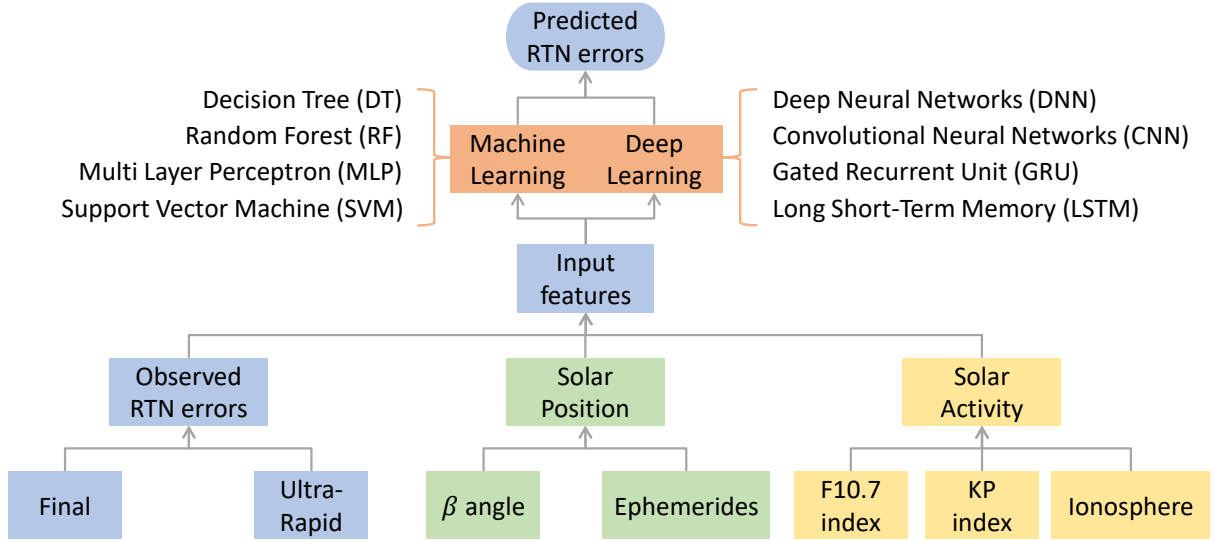 Predicted
RTN errors
Decision Tree (DT)
Random Forest (RF)
Multi Layer Perceptron (MLP)
Support Vector Machine (SVM)
Machine
Learning
Deep
Learning
Deep Neural Networks (DNN)
Convolutional Neural Networks (CNN)
Gated Recurrent Unit (GRU)
Long Short-Term Memory (LSTM)
Input
features
Observed
RTN errors
Solar
Position
Solar
Activity
Final
Ultra-
Rapid
β angle
Ephemerides
F10.7
index
KP
index
Ionosphere